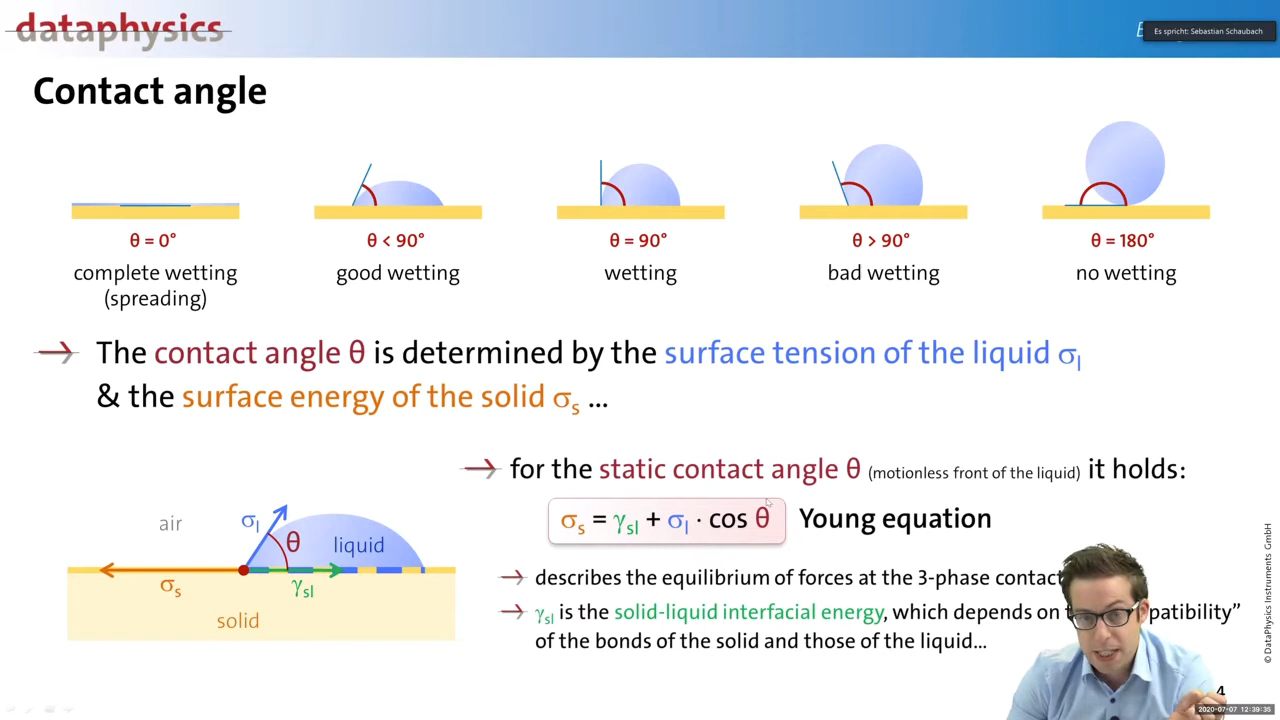 dataphysics
Es spricht: Sebastian Schaubach
Contact angle
θ = 0°
θ < 90°
θ = 90°
θ > 90°
θ = 180°
complete wetting
(spreading)
good wetting
wetting
bad wetting
no wetting
The contact angle θ is determined by the surface tension of the liquid σl
& the surface energy of the solid σs ...
for the static contact angle θ (motionless front of the liquid) it holds:
σs = γsl + σl · cos θ
Young equation
air
σl
θ
liquid
σs
γsl
solid
describes the equilibrium of forces at the 3-phase contact
γsl is the solid-liquid interfacial energy, which depends on patibility”
of the bonds of the solid and those of the liquid...
© DataPhysics Instruments GmbH
4
2020-07-07 12:39:35